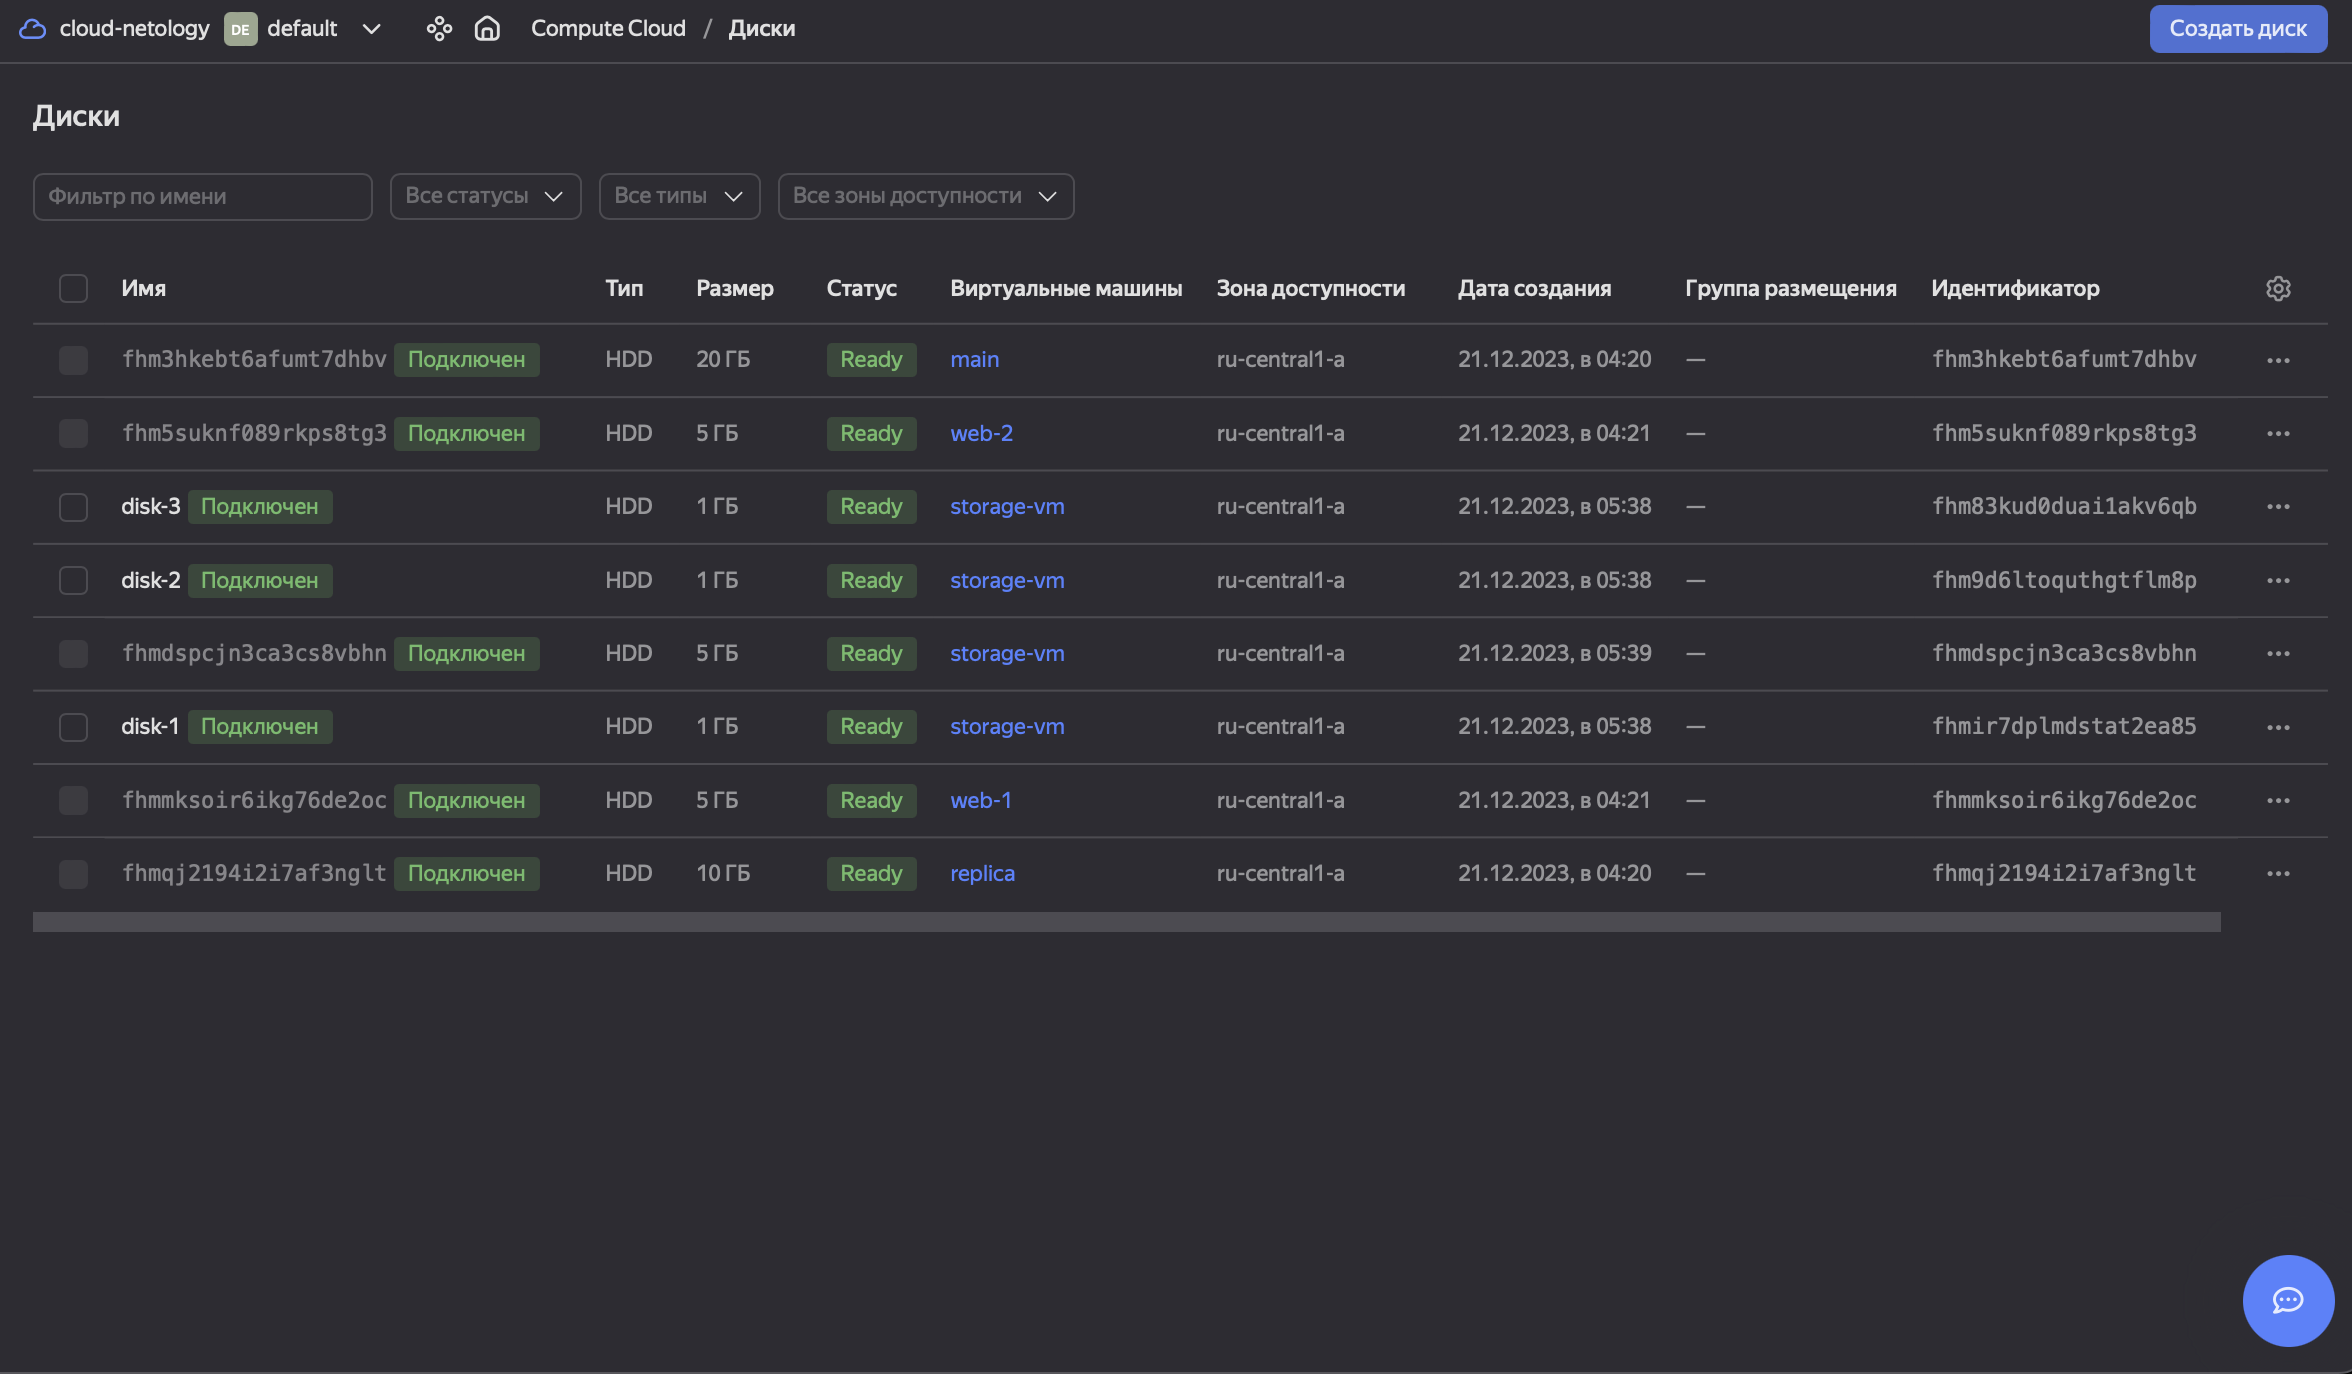 cloud-netology DE default Compute Cloud / Диски Создать диск
Диски
Фильтр по имени Все статусы Все типы Все зоны доступности
Имя Тип Размер Статус Виртуальные машины Зона доступности Дата создания Группа размещения Идентификатор
fhm3hkebt6afumt7dhbv Подключен HDD 20 ГБ Ready main ru-central1-a 21.12.2023, в 04:20 — fhm3hkebt6afumt7dhbv
fhm5suknf089rkps8tg3 Подключен HDD 5 ГБ Ready web-2 ru-central1-a 21.12.2023, в 04:21 — fhm5suknf089rkps8tg3
disk-3 Подключен HDD 1 ГБ Ready storage-vm ru-central1-a 21.12.2023, в 05:38 — fhm83kud0duai1akv6qb
disk-2 Подключен HDD 1 ГБ Ready storage-vm ru-central1-a 21.12.2023, в 05:38 — fhm9d6ltoquthgtflm8p
fhmdspcjn3ca3cs8vbhn Подключен HDD 5 ГБ Ready storage-vm ru-central1-a 21.12.2023, в 05:39 — fhmdspcjn3ca3cs8vbhn
disk-1 Подключен HDD 1 ГБ Ready storage-vm ru-central1-a 21.12.2023, в 05:38 — fhmir7dplmdstat2ea85
fhmmksoir6ikg76de2oc Подключен HDD 5 ГБ Ready web-1 ru-central1-a 21.12.2023, в 04:21 — fhmmksoir6ikg76de2oc
fhmqj2194i2i7af3nglt Подключен HDD 10 ГБ Ready replica ru-central1-a 21.12.2023, в 04:20 — fhmqj2194i2i7af3nglt